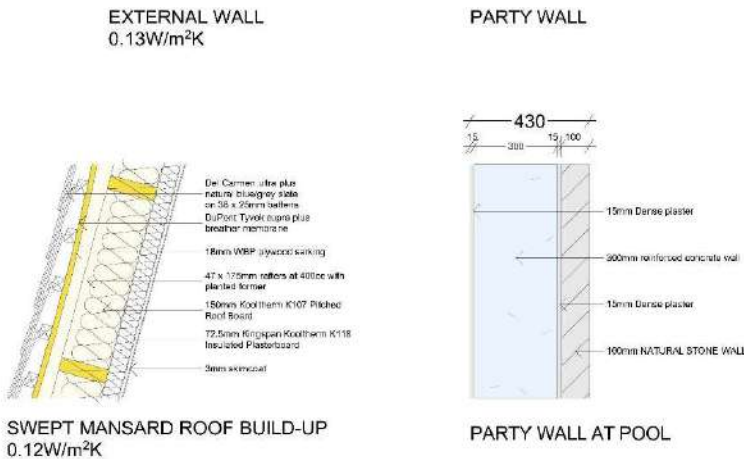 EXTERNAL WALL
0.13W/m²K
PARTY WALL
Del Carmen ultra plus
natural blue/grey slate
on 38 x 25mm battens
DuPont Tyvek supra plus
breather membrane
18mm WBP plywood sarking
47 x 175mm rafters at 400cc with
planted former
150mm Kooltherm K107 Pitched
Roof Board
72.5mm Kingspan Kooltherm K118
Insulated Plasterboard
3mm skimcoat
SWEPT MANSARD ROOF BUILD-UP
0.12W/m²K
430
15
300
15
100
15mm Dense plaster
300mm reinforced concrete wall
15mm Dense plaster
100mm NATURAL STONE WALL
PARTY WALL AT POOL